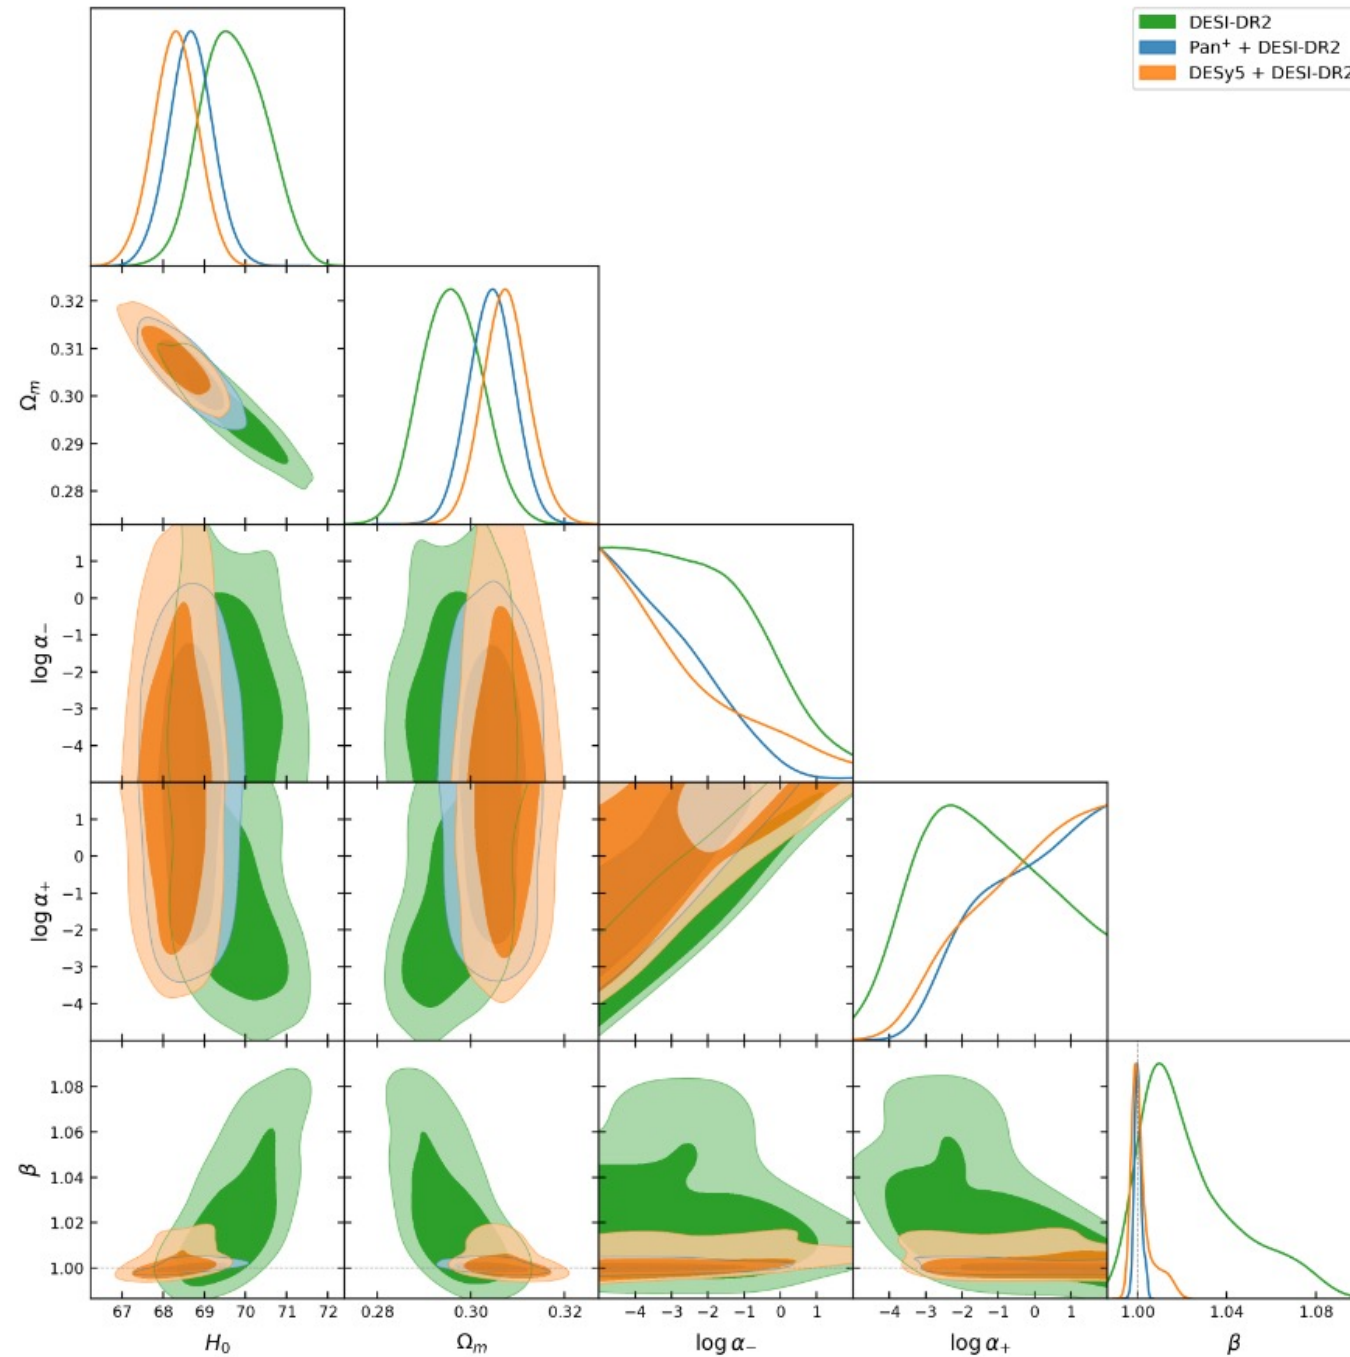 DESI-DR2
Pan⁺ + DESI-DR2
DESy5 + DESI-DR2
0.32
0.31
0.30
0.29
0.28
Ωₘ
1
0
−1
−2
−3
−4
log α₋
1
0
−1
−2
−3
−4
log α₊
1.08
1.06
1.04
1.02
1.00
β
67 68 69 70 71 72 0.28 0.30 0.32 −4 −3 −2 −1 0 1 −4 −3 −2 −1 0 1 1.00 1.04 1.08
H₀ Ωₘ log α₋ log α₊ β